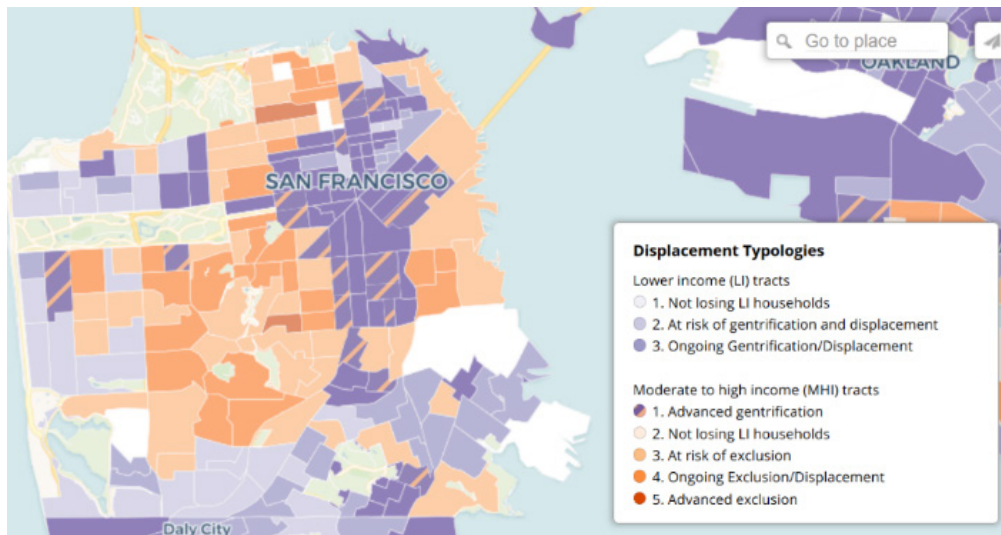 Go to place
OAKLAND
SAN FRANCISCO
Displacement Typologies
Lower income (LI) tracts
1. Not losing LI households
2. At risk of gentrification and displacement
3. Ongoing Gentrification/Displacement
Moderate to high income (MHI) tracts
1. Advanced gentrification
2. Not losing LI households
3. At risk of exclusion
4. Ongoing Exclusion/Displacement
5. Advanced exclusion
Daly City